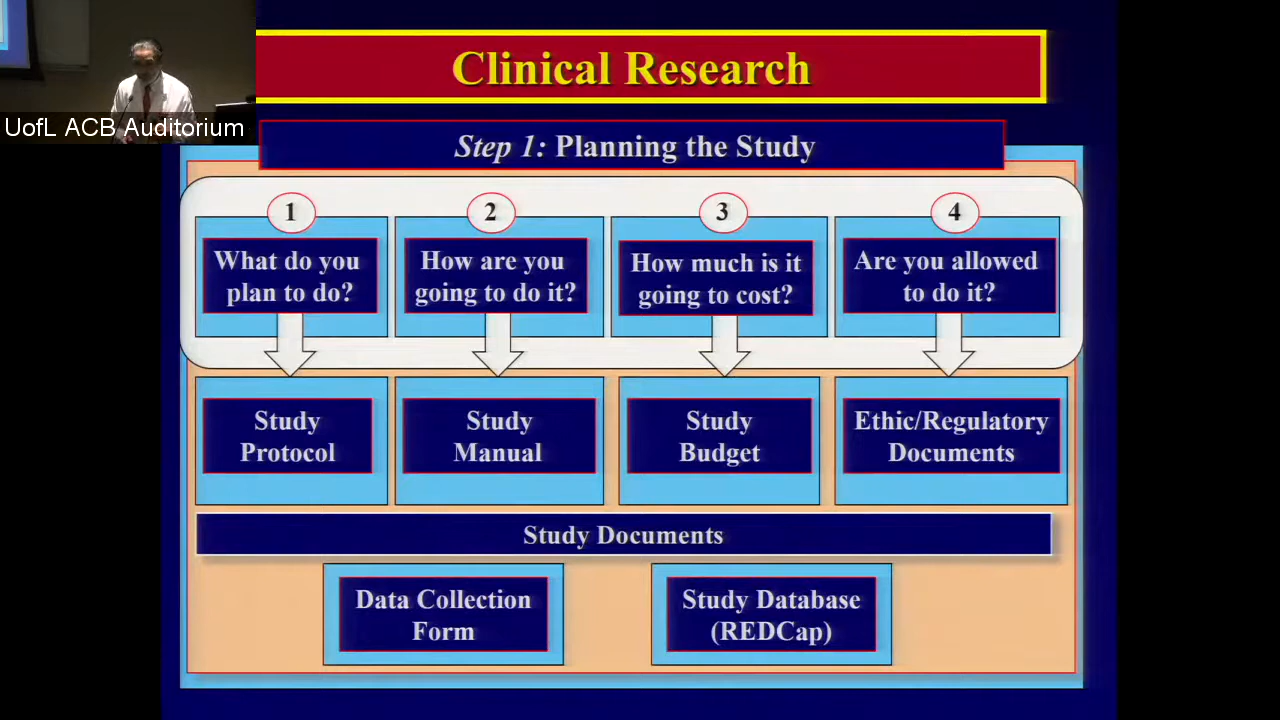 Clinical Research
UofL ACB Auditorium
Step 1: Planning the Study
1
2
3
4
What do you
plan to do?
How are you
going to do it?
How much is it
going to cost?
Are you allowed
to do it?
Study
Protocol
Study
Manual
Study
Budget
Ethic/Regulatory
Documents
Study Documents
Data Collection
Form
Study Database
(REDCap)